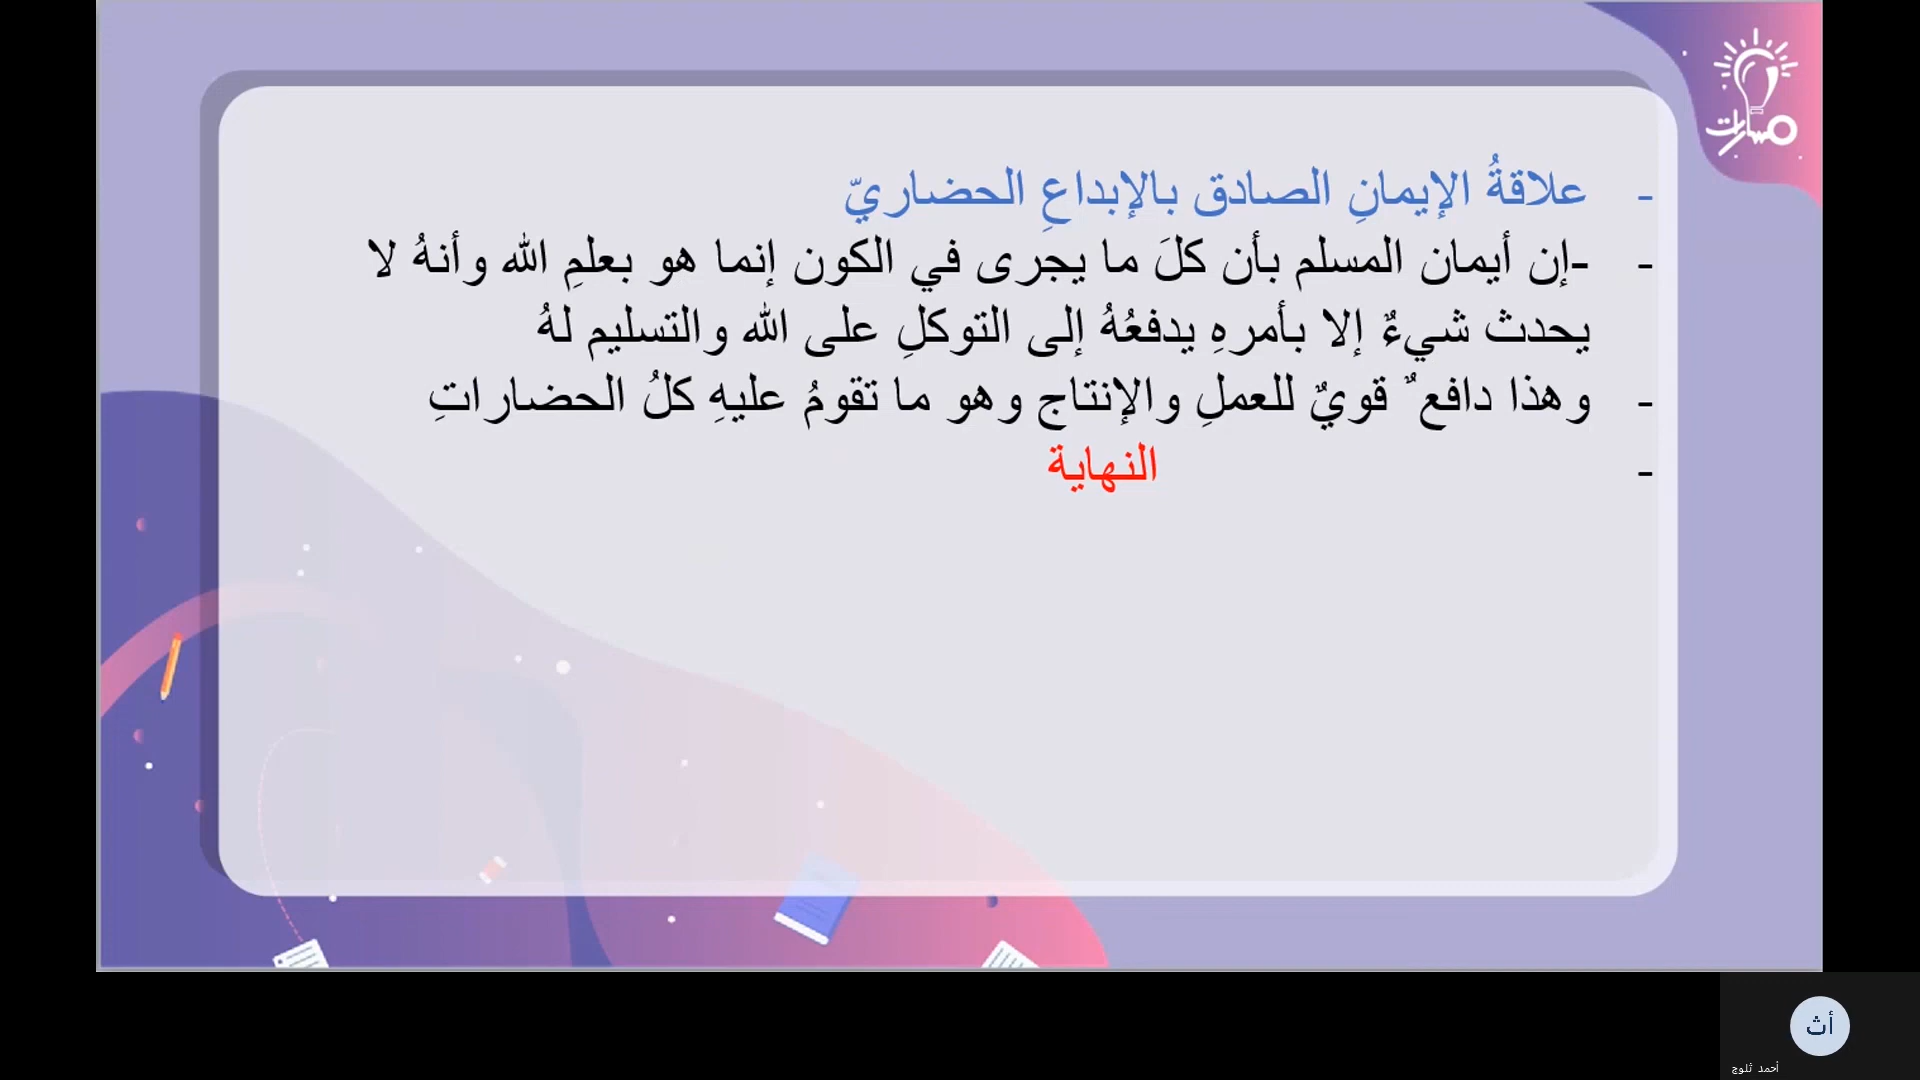 مسارات
- علاقةُ الإيمانِ الصادق بالإبداعِ الحضاريّ
- -إن أيمان المسلم بأن كلَ ما يجرى في الكون إنما هو بعلمِ الله وأنهُ لا
يحدث شيءٌ إلا بأمرهِ يدفعُهُ إلى التوكلِ على الله والتسليم لهُ
- وهذا دافع ٌ قويٌ للعملِ والإنتاج وهو ما تقومُ عليهِ كلُ الحضاراتِ
- النهاية
أث
أحمد ثلوج